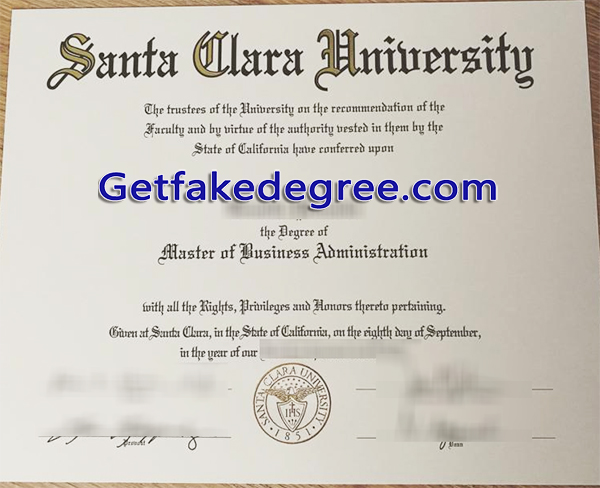 Santa Clara University
The trustees of the University on the recommendation of the
Faculty and by virtue of the authority vested in them by the
State of California have conferred upon
Getfakedegree.com
the Degree of
Master of Business Administration
with all the Rights, Privileges and Honors thereto pertaining.
Given at Santa Clara, in the State of California, on the eighth day of September,
in the year of our
SANTA CLARA UNIVERSITY
IHS
1851
Provost
Dean